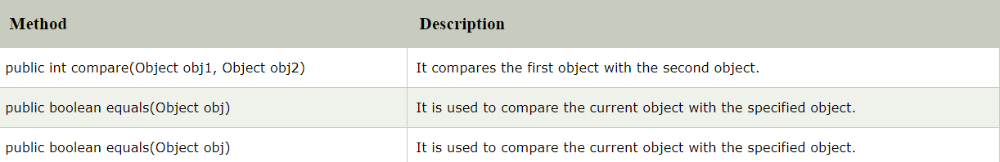 Method Description
public int compare(Object obj1, Object obj2) It compares the first object with the second object.
public boolean equals(Object obj) It is used to compare the current object with the specified object.
public boolean equals(Object obj) It is used to compare the current object with the specified object.